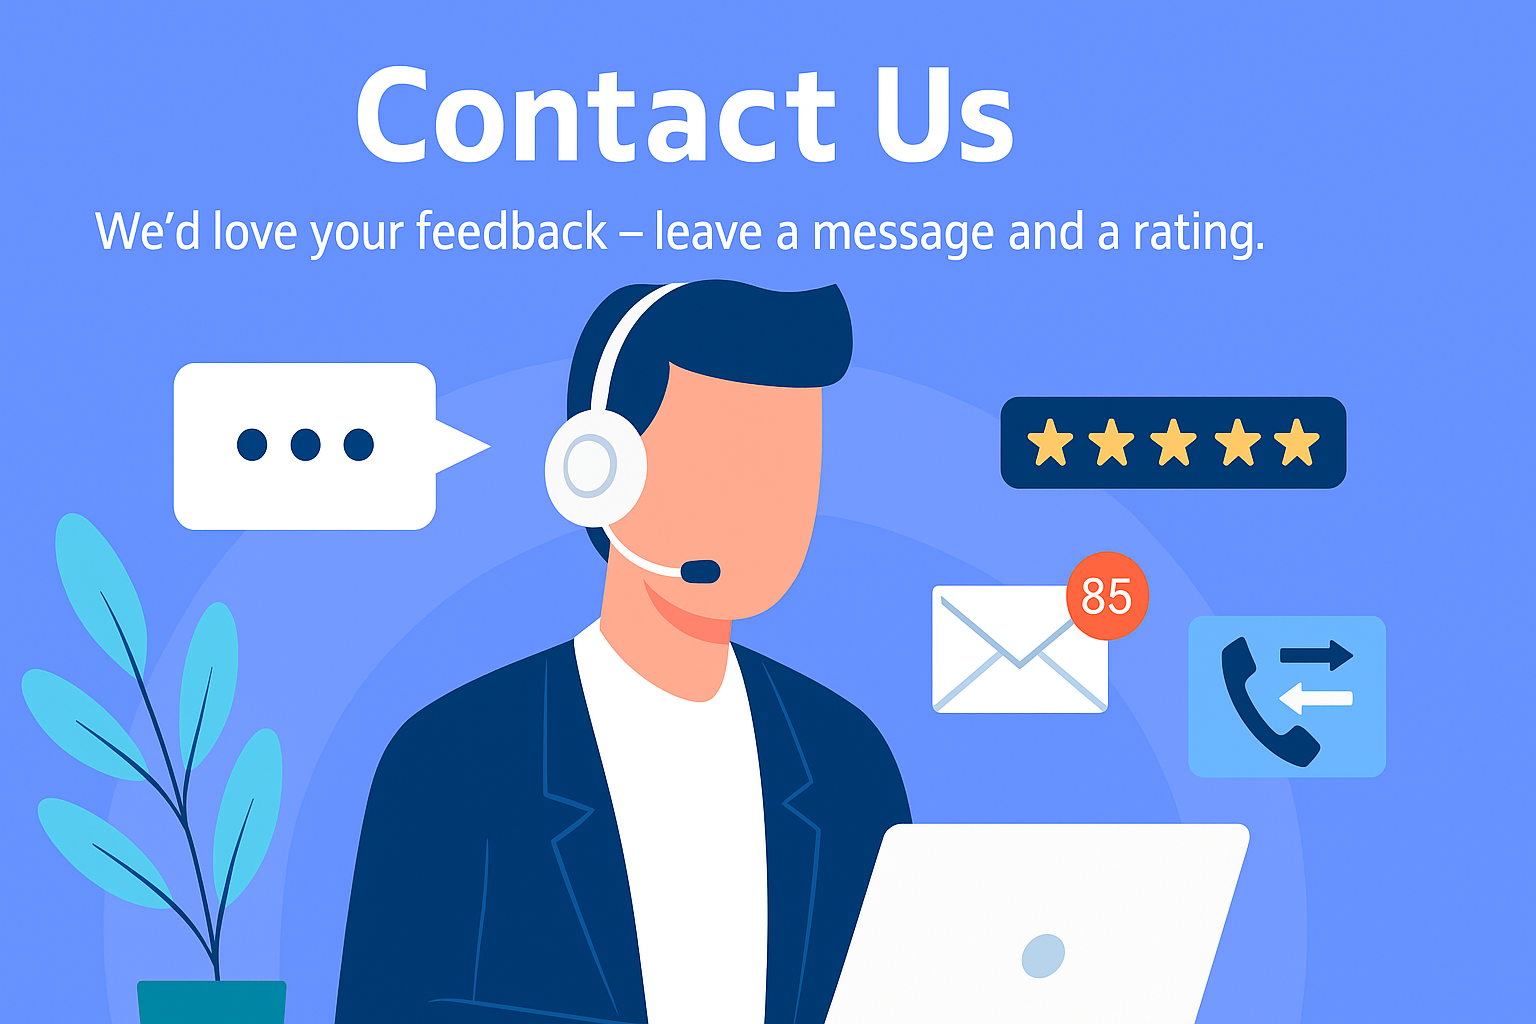 Contact Us
We’d love your feedback – leave a message and a rating.
85